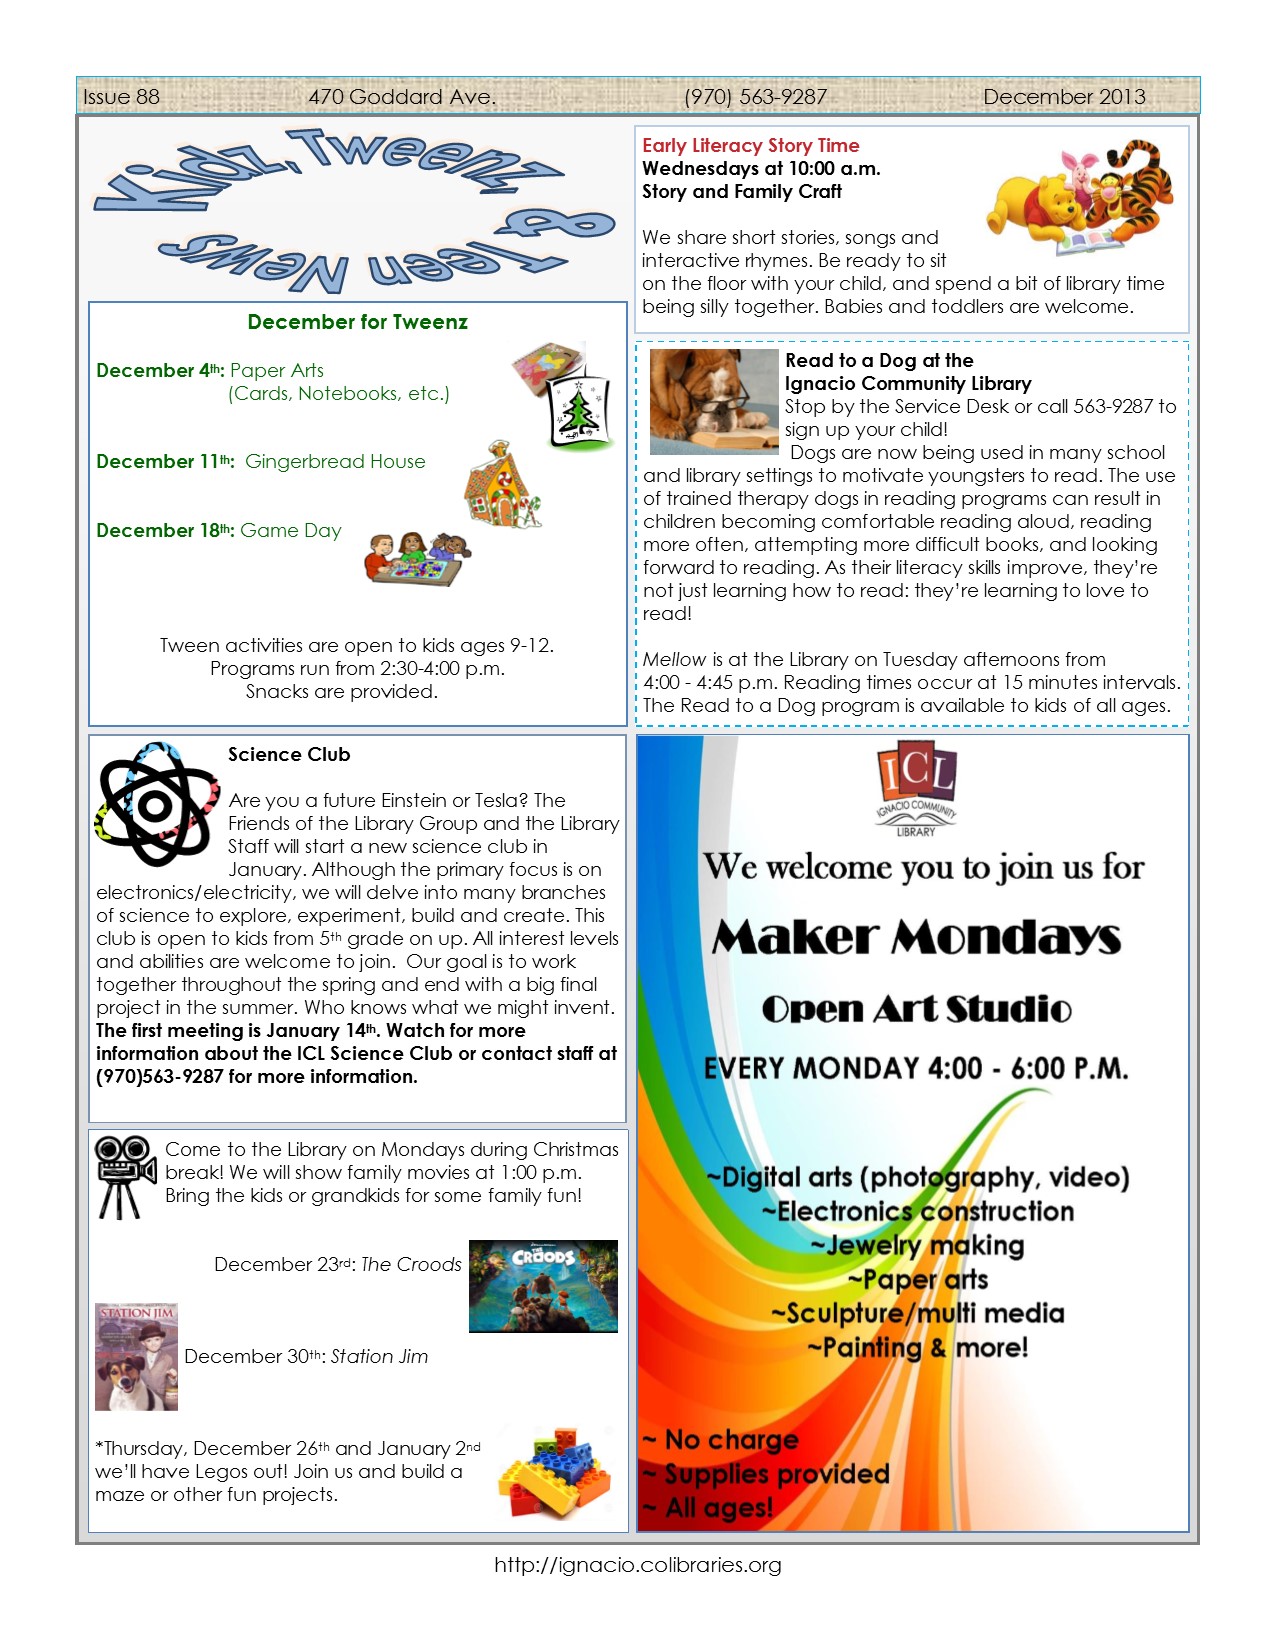 Issue 88 470 Goddard Ave. (970) 563-9287 December 2013
Kidz, Tweenz &
Teen News
December for Tweenz
December 4th: Paper Arts
(Cards, Notebooks, etc.)
December 11th: Gingerbread House
December 18th: Game Day
Tween activities are open to kids ages 9-12.
Programs run from 2:30-4:00 p.m.
Snacks are provided.
Early Literacy Story Time
Wednesdays at 10:00 a.m.
Story and Family Craft
We share short stories, songs and
interactive rhymes. Be ready to sit
on the floor with your child, and spend a bit of library time
being silly together. Babies and toddlers are welcome.
Read to a Dog at the
Ignacio Community Library
Stop by the Service Desk or call 563-9287 to
sign up your child!
Dogs are now being used in many school
and library settings to motivate youngsters to read. The use
of trained therapy dogs in reading programs can result in
children becoming comfortable reading aloud, reading
more often, attempting more difficult books, and looking
forward to reading. As their literacy skills improve, they're
not just learning how to read: they're learning to love to
read!
Mellow is at the Library on Tuesday afternoons from
4:00 - 4:45 p.m. Reading times occur at 15 minutes intervals.
The Read to a Dog program is available to kids of all ages.
Science Club
Are you a future Einstein or Tesla? The
Friends of the Library Group and the Library
Staff will start a new science club in
January. Although the primary focus is on
electronics/electricity, we will delve into many branches
of science to explore, experiment, build and create. This
club is open to kids from 5th grade on up. All interest levels
and abilities are welcome to join. Our goal is to work
together throughout the spring and end with a big final
project in the summer. Who knows what we might invent.
The first meeting is January 14th. Watch for more
information about the ICL Science Club or contact staff at
(970)563-9287 for more information.
Come to the Library on Mondays during Christmas
break! We will show family movies at 1:00 p.m.
Bring the kids or grandkids for some family fun!
December 23rd: The Croods
THE CROODS
STATION JIM
December 30th: Station Jim
*Thursday, December 26th and January 2nd
we'll have Legos out! Join us and build a
maze or other fun projects.
ICL
IGNACIO COMMUNITY
LIBRARY
We welcome you to join us for
Maker Mondays
Open Art Studio
EVERY MONDAY 4:00 - 6:00 P.M.
~Digital arts (photography, video)
~Electronics construction
~Jewelry making
~Paper arts
~Sculpture/multi media
~Painting & more!
~ No charge
~ Supplies provided
~ All ages!
http://ignacio.colibraries.org